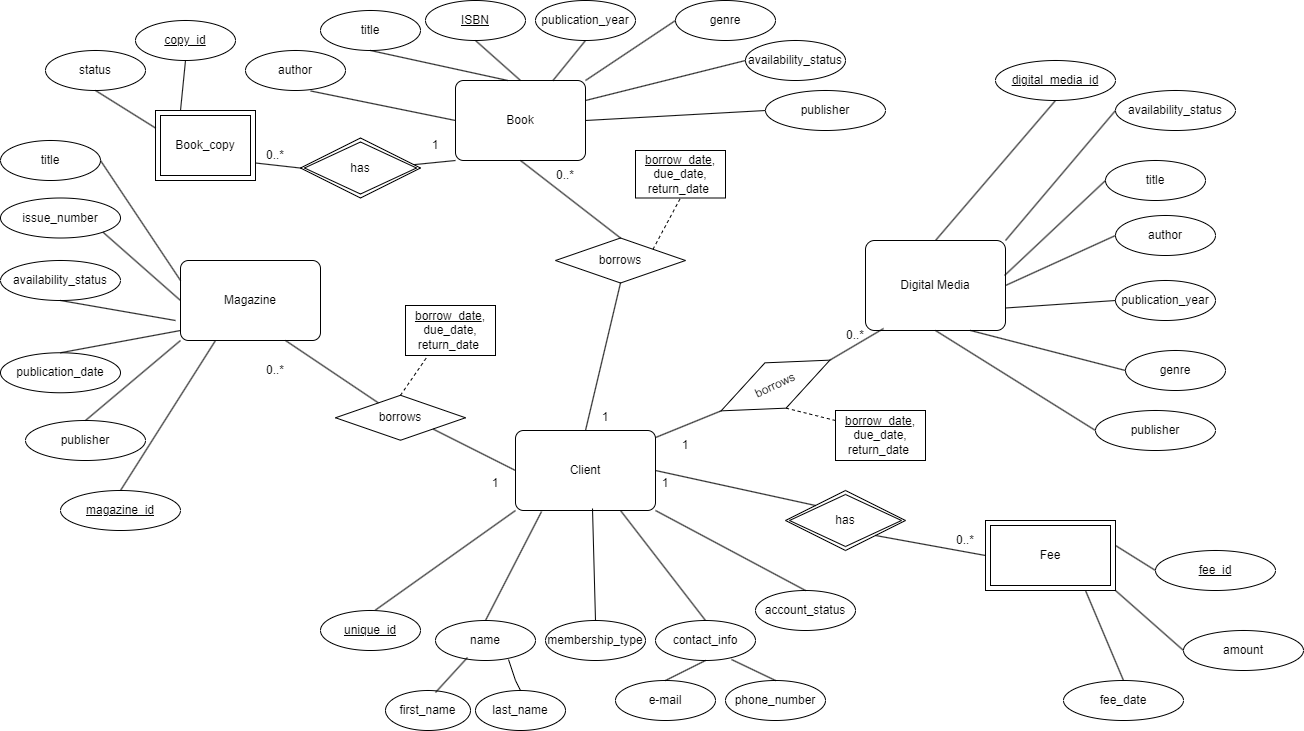 ISBN
publication_year
genre
title
copy_id
status
author
availability_status
publisher
Book
Book_copy
0..*
has
1
title
issue_number
availability_status
publication_date
publisher
magazine_id
Magazine
0..*
borrow_date,
due_date,
return_date
borrows
1
0..*
borrow_date,
due_date,
return_date
borrows
1
digital_media_id
availability_status
title
author
publication_year
genre
publisher
Digital Media
0..*
borrows
borrow_date,
due_date,
return_date
1
Client
1
has
0..*
Fee
fee_id
amount
fee_date
unique_id
name
membership_type
contact_info
account_status
first_name
last_name
e-mail
phone_number